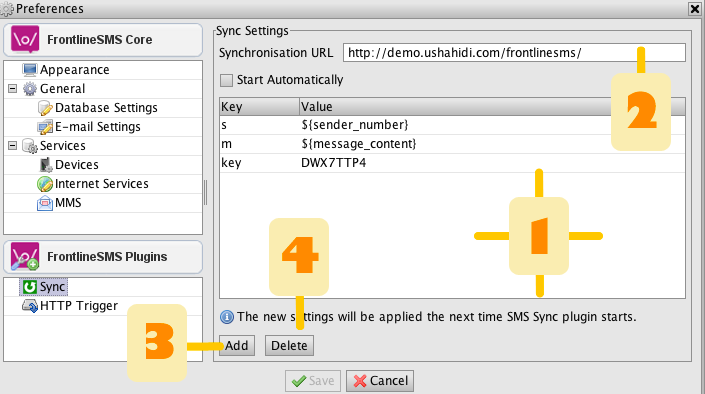 Preferences
FrontlineSMS Core
Appearance
General
Database Settings
E-mail Settings
Services
Devices
Internet Services
MMS
FrontlineSMS Plugins
Sync
HTTP Trigger
Sync Settings
Synchronisation URL http://demo.ushahidi.com/frontlinesms/
Start Automatically
Key Value
s ${sender_number}
m ${message_content}
key DWX7TTP4
2
1
4
3
The new settings will be applied the next time SMS Sync plugin starts.
Add Delete
Save Cancel